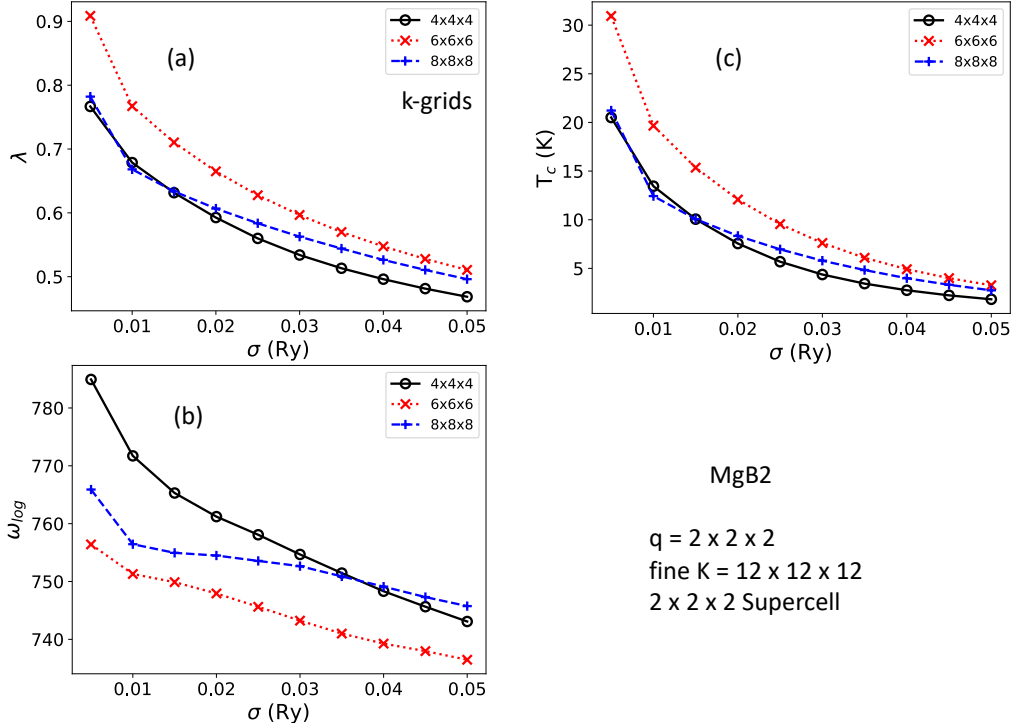 0.9
0.8
0.7
0.6
0.5
λ
(a)
4x4x4
6x6x6
8x8x8
k-grids
0.01 0.02 0.03 0.04 0.05
σ (Ry)
30
25
20
15
10
5
T_c (K)
(c)
4x4x4
6x6x6
8x8x8
0.01 0.02 0.03 0.04 0.05
σ (Ry)
780
770
760
750
740
ω_log
(b)
4x4x4
6x6x6
8x8x8
0.01 0.02 0.03 0.04 0.05
σ (Ry)
MgB2
q = 2 x 2 x 2
fine K = 12 x 12 x 12
2 x 2 x 2 Supercell